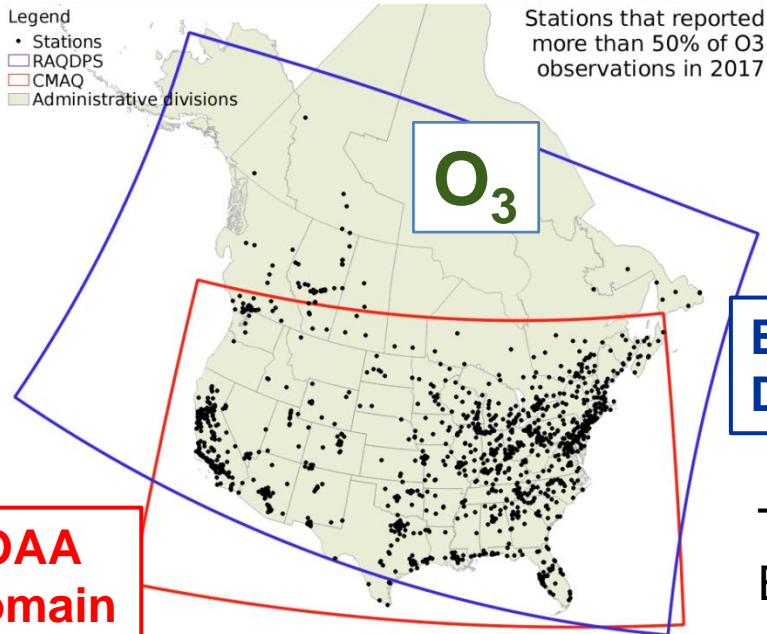 Legend
Stations
RAQDPS
CMAQ
Administrative divisions
Stations that reported
more than 50% of O3
observations in 2017
O₃
DAA
omain